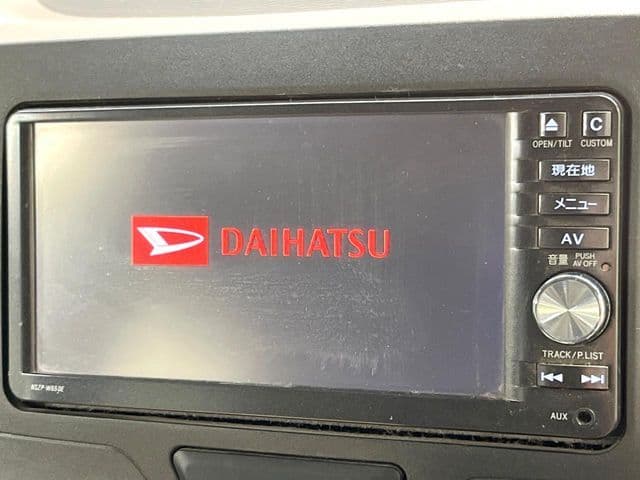 DAIHATSU
C
OPEN/TILT CUSTOM
現在地
メニュー
AV
音量 PUSH AV OFF
TRACK/P.LIST
AUX